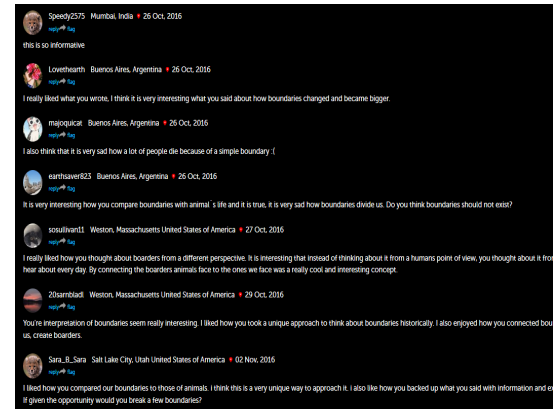 Speedy2575 Mumbai, India 26 Oct, 2016
reply flag
this is so informative
Lovethearth Buenos Aires, Argentina 26 Oct, 2016
reply flag
I really liked what you wrote, I think it is very interesting what you said about how boundaries changed and became bigger.
majoquicat Buenos Aires, Argentina 26 Oct, 2016
reply flag
I also think that it is very sad how a lot of people die because of a simple boundary :(
earthsaver823 Buenos Aires, Argentina 26 Oct, 2016
reply flag
It is very interesting how you compare boundaries with animal´s life and it is true, it is very sad how boundaries divide us. Do you think boundaries should not exist?
sosullivan11 Weston, Massachusetts United States of America 27 Oct, 2016
reply flag
I really liked how you thought about boarders from a different perspective. It is interesting that instead of thinking about it from a humans point of view, you thought about it
hear about every day. By connecting the boarders animals face to the ones we face was a really cool and interesting concept.
20sarnbladl Weston, Massachusetts United States of America 29 Oct, 2016
reply flag
You're interpretation of boundaries seem really interesting. I liked how you took a unique approach to think about boundaries historically. I also enjoyed how you connected
us, create boarders.
Sara_B_Sara Salt Lake City, Utah United States of America 02 Nov, 2016
reply flag
I liked how you compared our boundaries to those of animals. i think this is a very unique way to approach it. i also like how you backed up what you said with information and
If given the opportunity would you break a few boundaries?